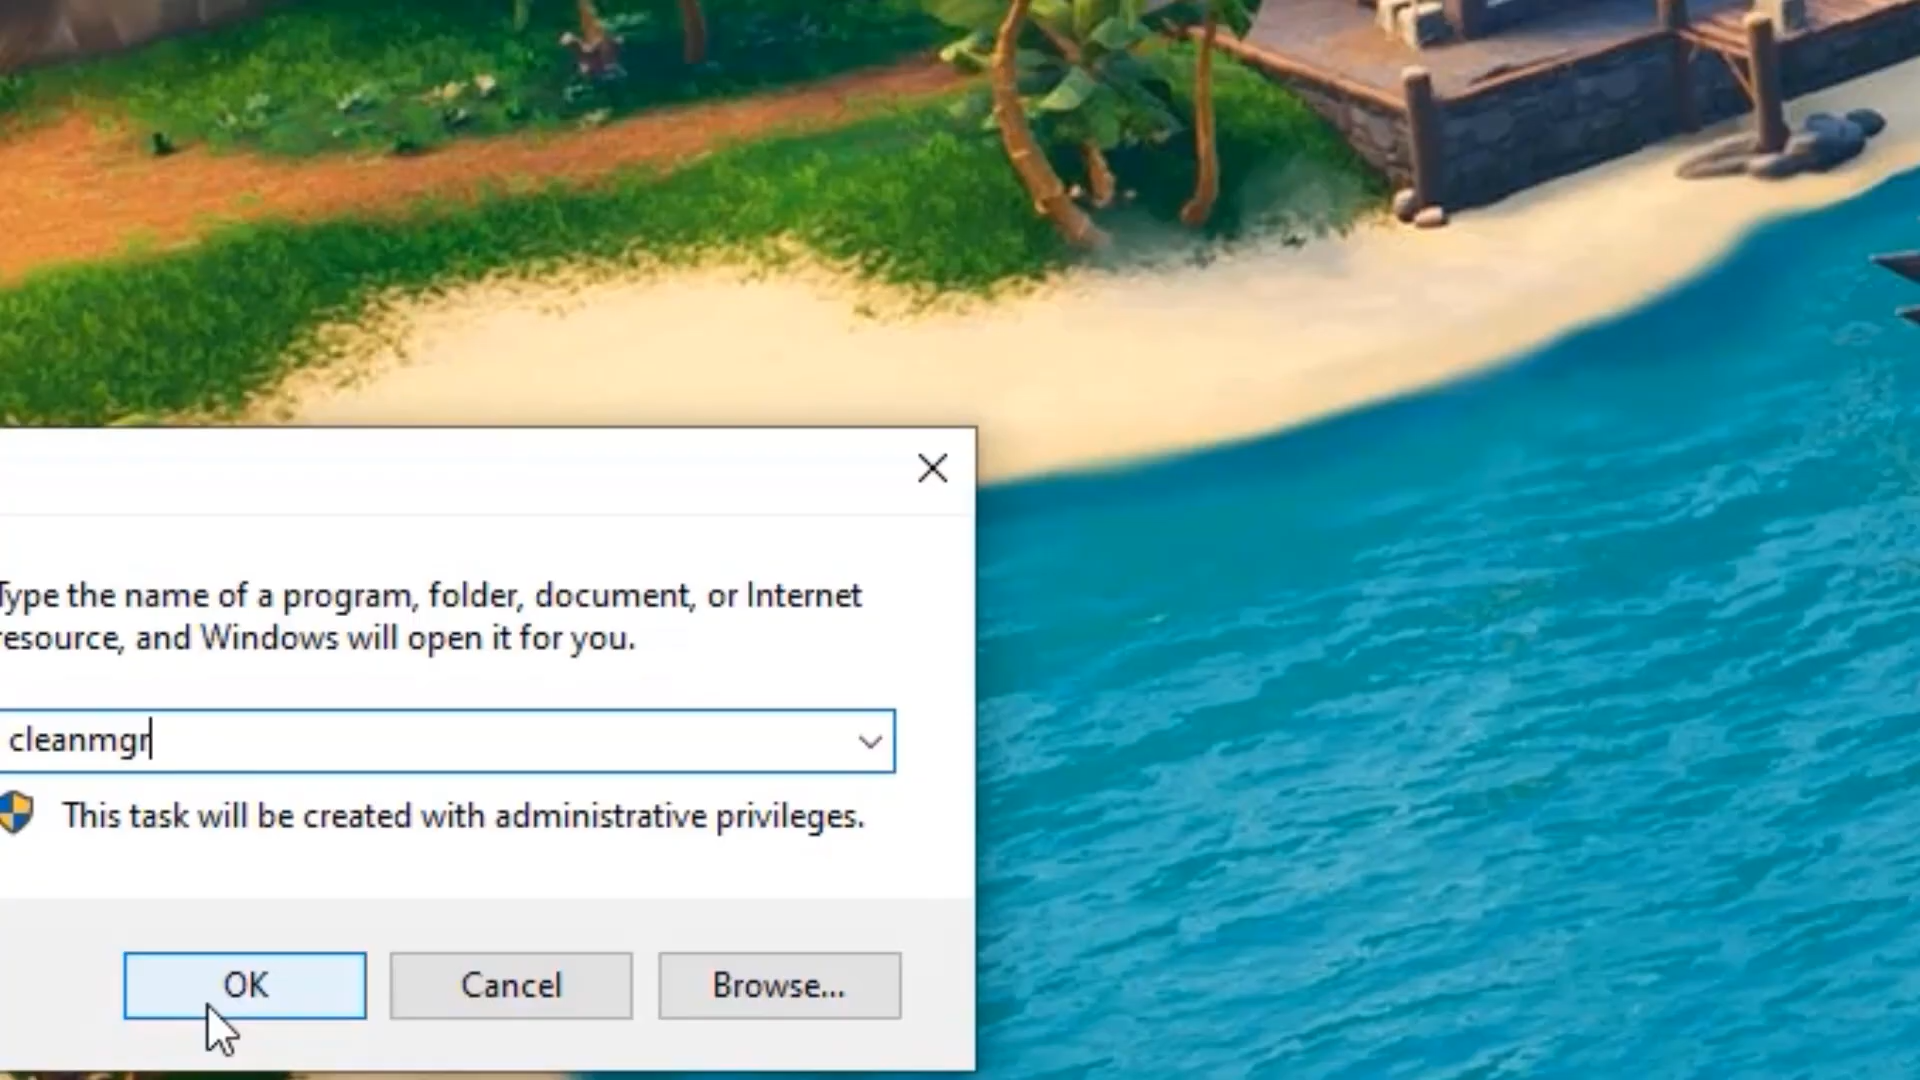 Type the name of a program, folder, document, or Internet
resource, and Windows will open it for you.
cleanmgr
This task will be created with administrative privileges.
OK
Cancel
Browse...